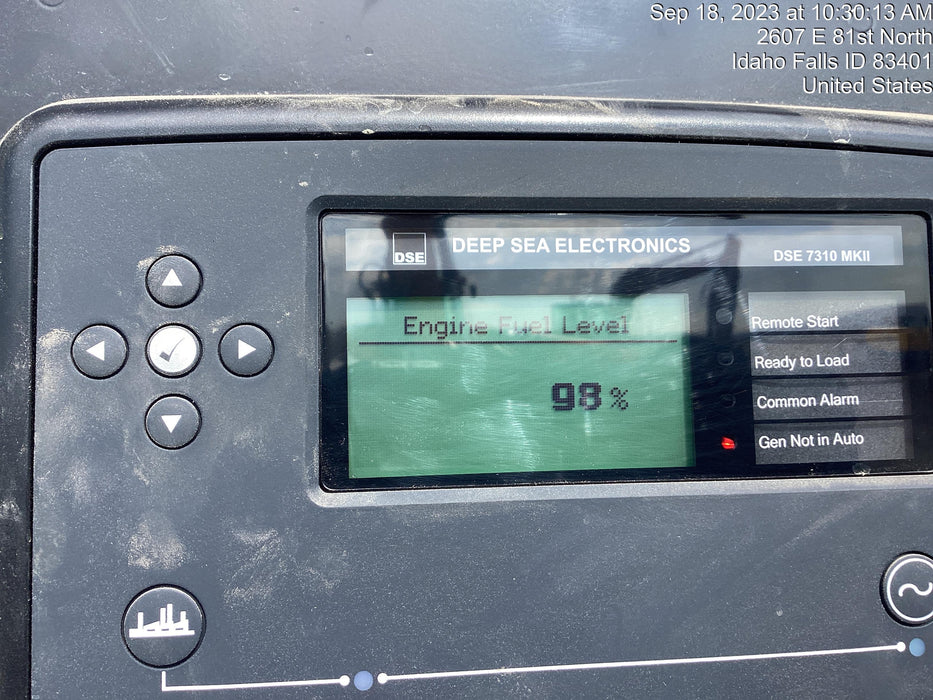 Sep 18, 2023 at 10:30:13 AM
2607 E 81st North
Idaho Falls ID 83401
United States
DSE
DEEP SEA ELECTRONICS
DSE 7310 MKII
Engine Fuel Level
98 %
Remote Start
Ready to Load
Common Alarm
Gen Not in Auto